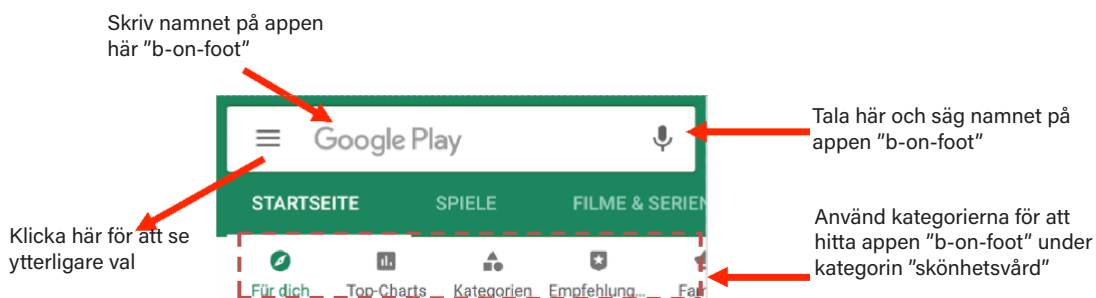 Skriv namnet på appen
här ”b-on-foot”
Google Play
Tala här och säg namnet på
appen ”b-on-foot”
STARTSEITE SPIELE FILME & SERIEN
Klicka här för att se
ytterligare val
Använd kategorierna för att
hitta appen ”b-on-foot” under
kategorin ”skönhetsvård”
Für dich Top-Charts Kategorien Empfehlung...